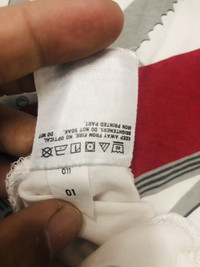 KEEP AWAY FROM FIRE. NO OPTICAL
BRIGHTENERS. DO NOT SOAK. DO NOT
IRON PRINTED PART.
01